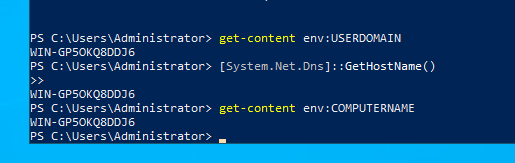 PS C:\Users\Administrator> get-content env:USERDOMAIN
WIN-GP5OKQ8DDJ6
PS C:\Users\Administrator> [System.Net.Dns]::GetHostName()
>>
WIN-GP5OKQ8DDJ6
PS C:\Users\Administrator> get-content env:COMPUTERNAME
WIN-GP5OKQ8DDJ6
PS C:\Users\Administrator> _